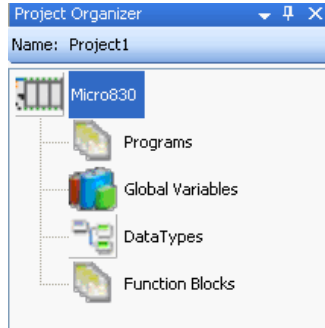 Project Organizer
Name: Project1
Micro830
Programs
Global Variables
DataTypes
Function Blocks